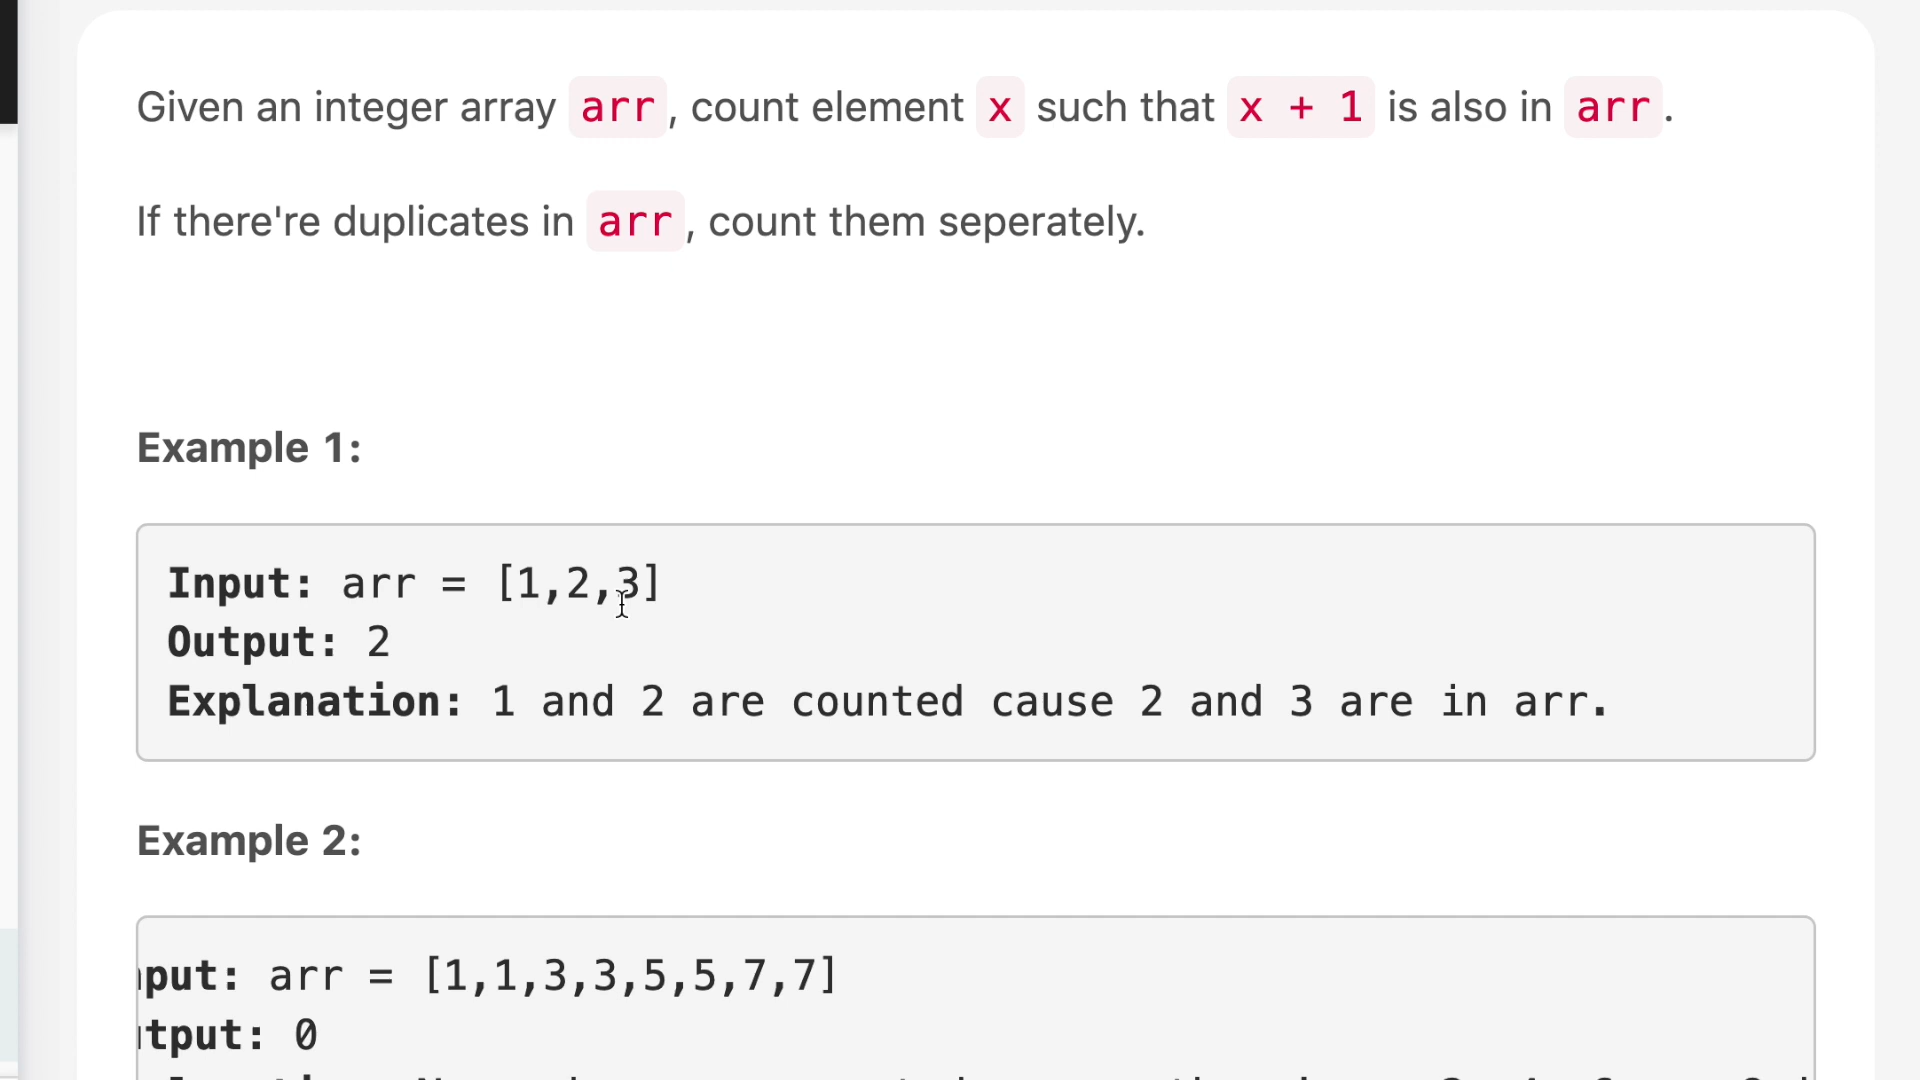 Given an integer array arr, count element x such that x + 1 is also in arr.
If there're duplicates in arr, count them seperately.
Example 1:
Input: arr = [1,2,3]
Output: 2
Explanation: 1 and 2 are counted cause 2 and 3 are in arr.
Example 2:
nput: arr = [1,1,3,3,5,5,7,7]
tput: 0